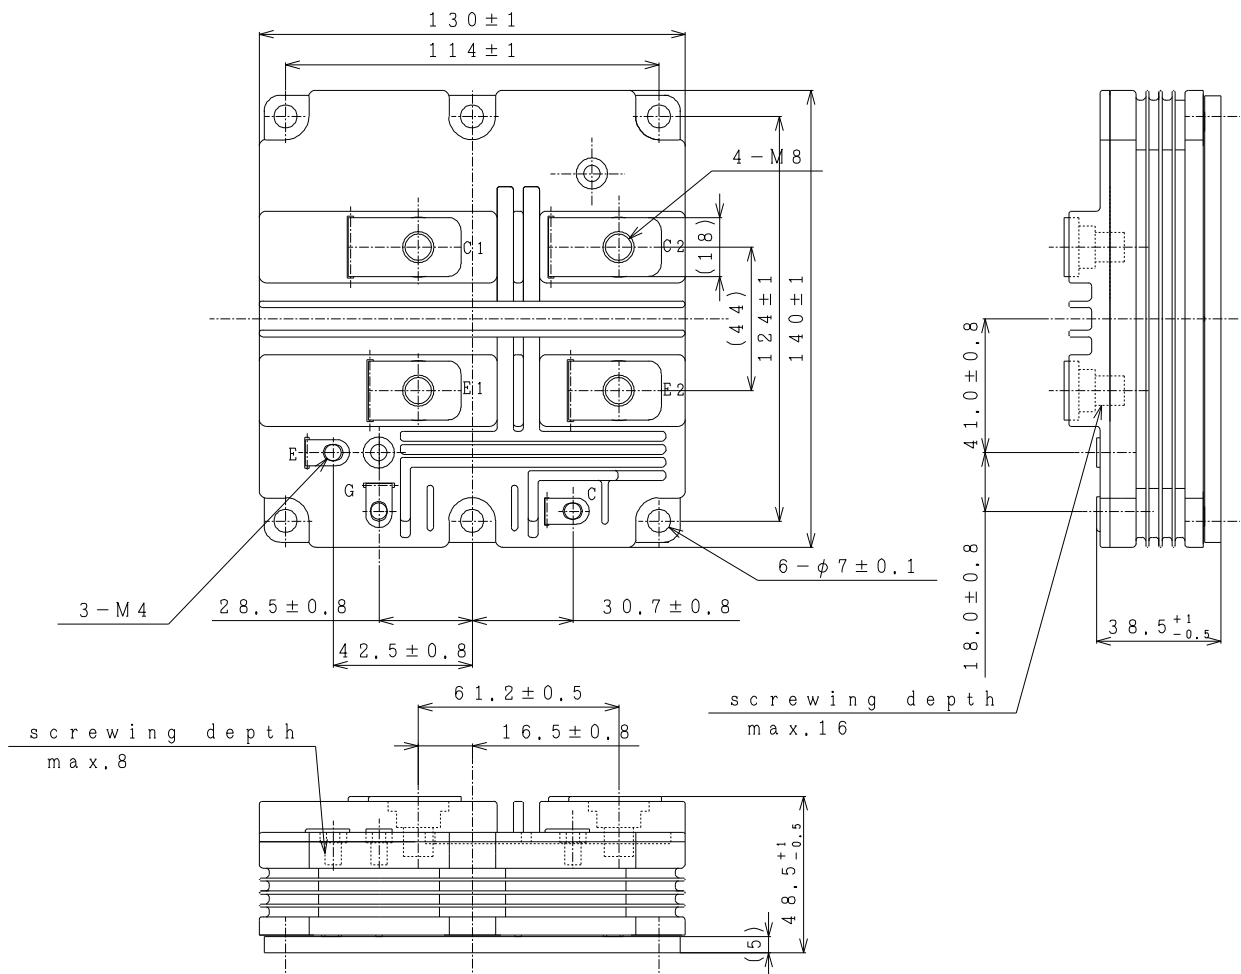 130±1
114±1
4-M8
C1
C2
(18)
(44)
124±1
140±1
E1
E2
E
G
C
41.0±0.8
18.0±0.8
6-φ7±0.1
3-M4
28.5±0.8
30.7±0.8
42.5±0.8
38.5 +1 -0.5
61.2±0.5
16.5±0.8
screwing depth
max.16
screwing depth
max.8
48.5 +1 -0.5
(5)